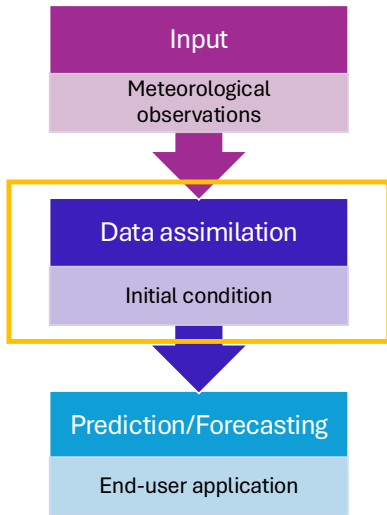 Input
Meteorological
observations
Data assimilation
Initial condition
Prediction/Forecasting
End-user application